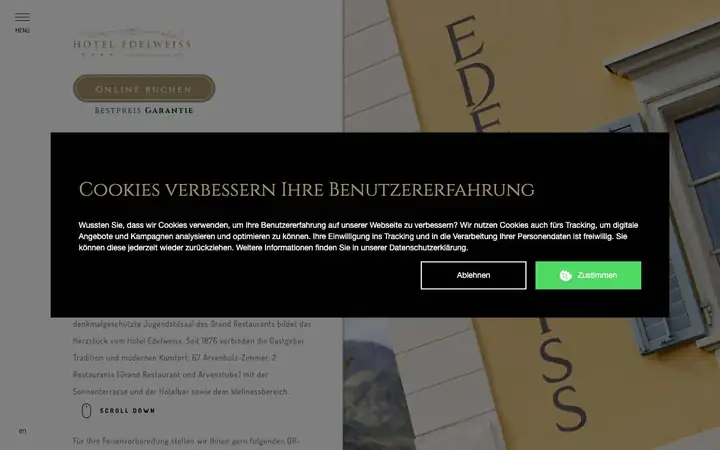 MENU
HOTEL EDELWEISS
ONLINE BUCHEN
BESTPREIS GARANTIE
EDE
ISS
COOKIES VERBESSERN IHRE BENUTZERERFAHRUNG
Wussten Sie, dass wir Cookies verwenden, um Ihre Benutzererfahrung auf unserer Webseite zu verbessern? Wir nutzen Cookies auch fürs Tracking, um digitale
Angebote und Kampagnen analysieren und optimieren zu können. Ihre Einwilligung ins Tracking und in die Verarbeitung Ihrer Personendaten ist freiwillig. Sie
können diese jederzeit wieder zurückziehen. Weitere Informationen finden Sie in unserer Datenschutzerklärung.
Ablehnen
Zustimmen
denkmalgeschützte Jugendstilsaal des Grand Restaurants bildet das
Herzstück vom Hotel Edelweiss. Seit 1876 verbinden die Gastgeber
Tradition und modernen Komfort. 67 Arvenholz-Zimmer, 2
Restaurants (Grand Restaurant und Arvenstube) mit der
Sonnenterrasse und der Hotelbar sowie dem Wellnessbereich.
SCROLL DOWN
en
Für Ihre Ferienvorbereitung stellen wir Ihnen gern folgenden QR-